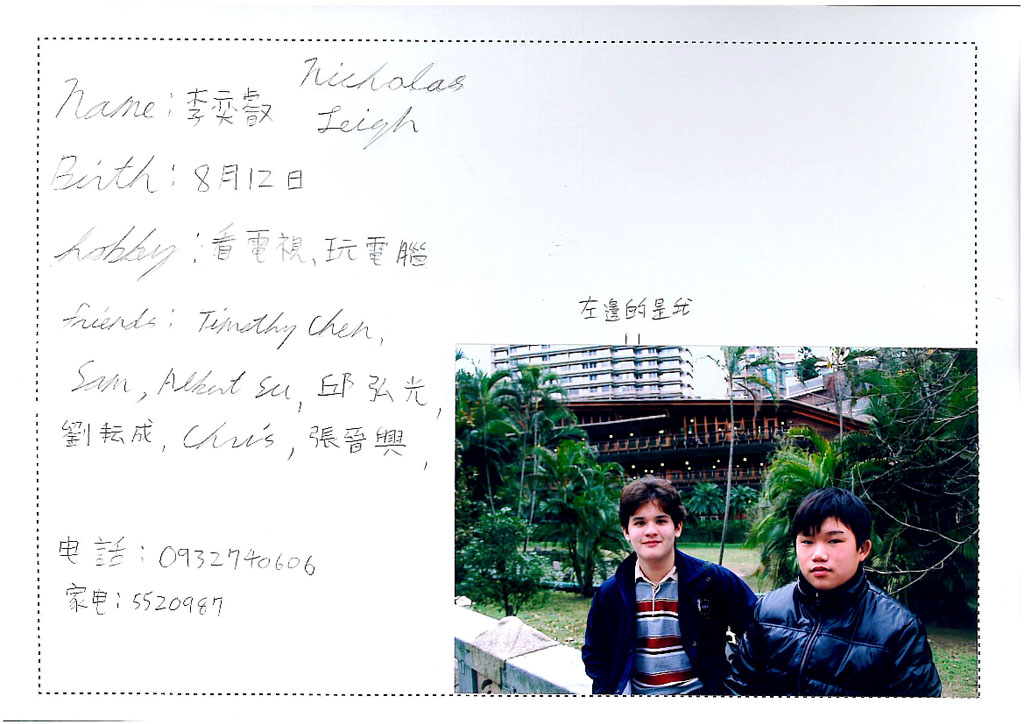 Name: 李奕叡 Nicholas Leigh
Birth: 8月12日
hobby: 看電視、玩電腦
friends: Timothy Chen,
Sam, Albert Su, 邱弘光,
劉耘成, Chris, 張晉興,
电話: 0932740606
家电: 5520987
左邊的是我